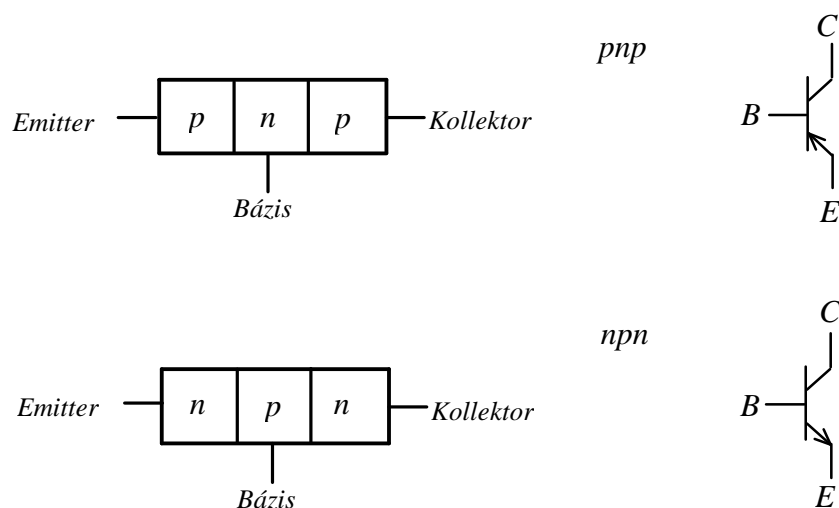 pnp
C
Emitter
p n p
Kollektor
B
Bázis
E
npn
C
Emitter
n p n
Kollektor
B
Bázis
E